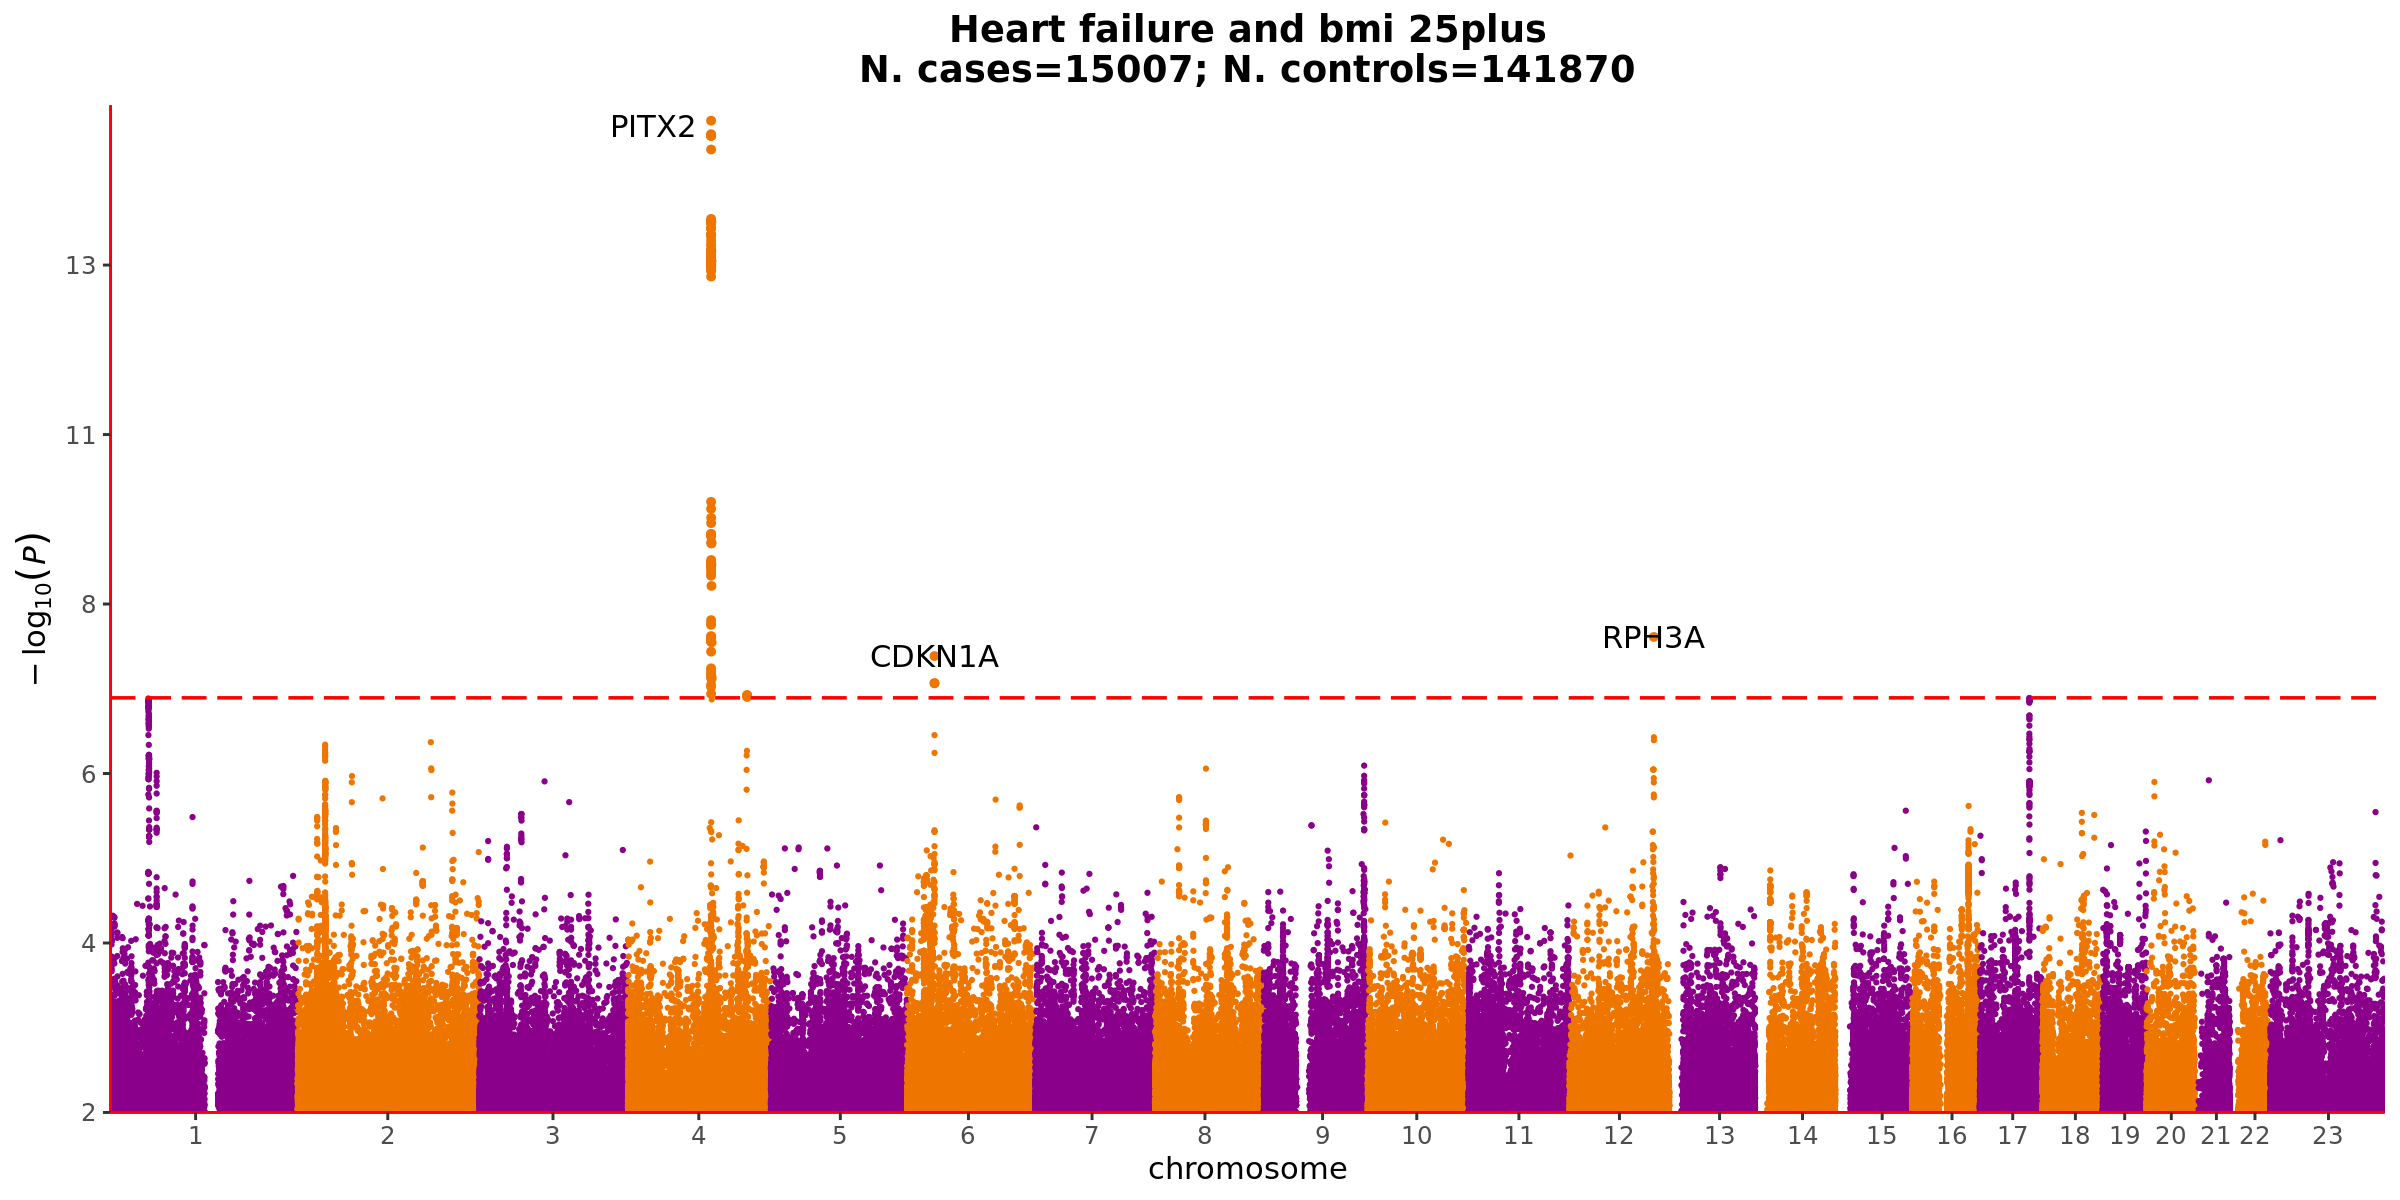 Heart failure and bmi 25plus
N. cases=15007; N. controls=141870
PITX2
13
11
8
6
4
2
−log10(P)
CDKN1A
RPH3A
1 2 3 4 5 6 7 8 9 10 11 12 13 14 15 16 17 18 19 20 21 22 23
chromosome